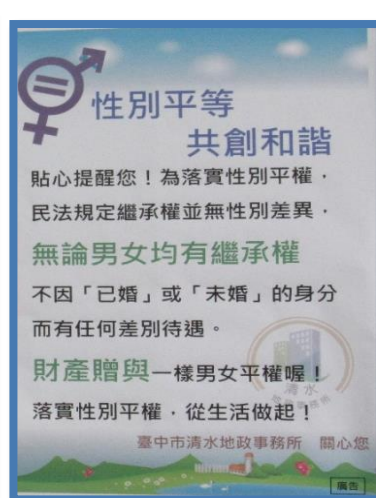 性別平等
共創和諧
貼心提醒您！為落實性別平權，
民法規定繼承權並無性別差異，
無論男女均有繼承權
不因「已婚」或「未婚」的身分
而有任何差別待遇。
財產贈與一樣男女平權喔！
落實性別平權，從生活做起！
清水
臺中市清水地政事務所 關心您
廣告